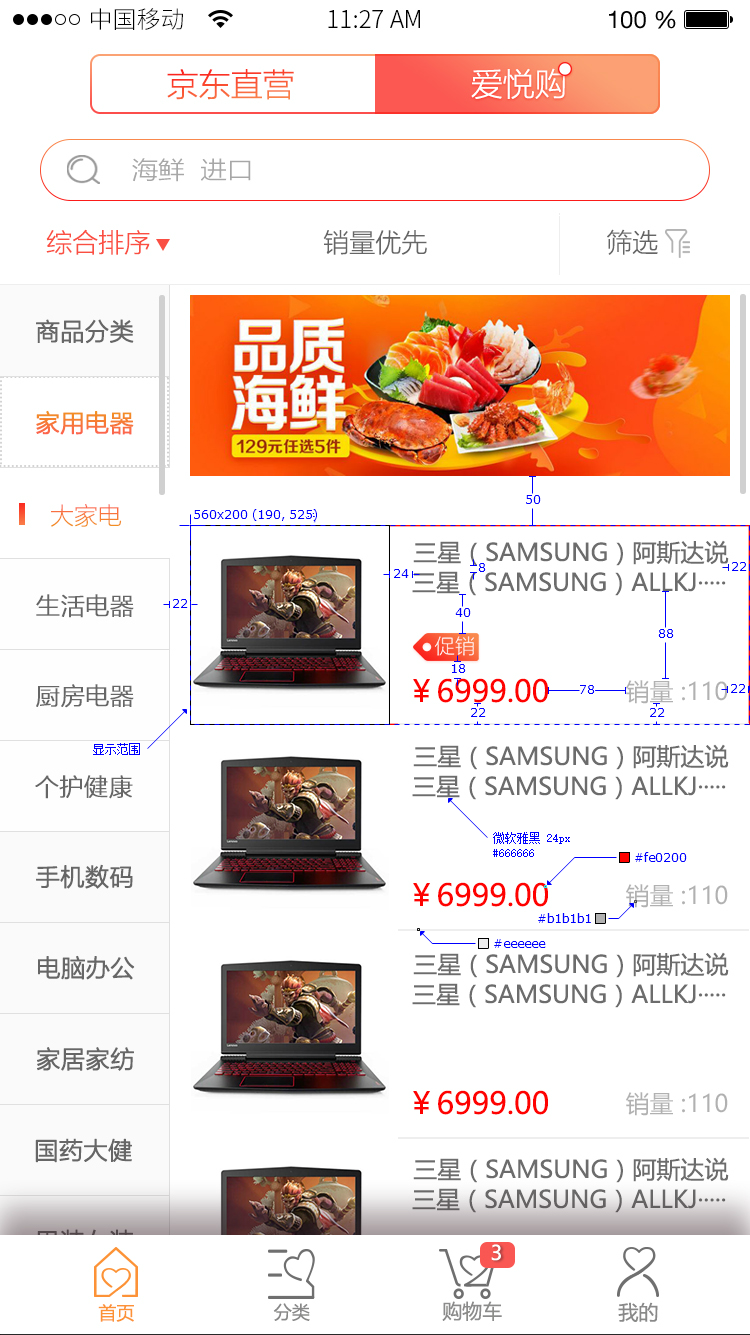 中国移动 11:27 AM 100 %
京东直营 爱悦购
海鲜 进口
综合排序 销量优先 筛选
商品分类
家用电器
大家电
生活电器
厨房电器
个护健康
手机数码
电脑办公
家居家纺
国药大健
品质
海鲜
129元任选5件
50
560x200 (190, 525)
三星（SAMSUNG）阿斯达说
三星（SAMSUNG）ALLKJ·····
8
22
24
22
40
88
促销
18
¥ 6999.00
78
销量 :110
22
22
22
显示范围
三星（SAMSUNG）阿斯达说
三星（SAMSUNG）ALLKJ·····
微软雅黑 24px
#666666
#fe0200
¥ 6999.00 销量 :110
#b1b1b1
#eeeeee
三星（SAMSUNG）阿斯达说
三星（SAMSUNG）ALLKJ·····
¥ 6999.00 销量 :110
三星（SAMSUNG）阿斯达说
三星（SAMSUNG）ALLKJ·····
3
首页 分类 购物车 我的